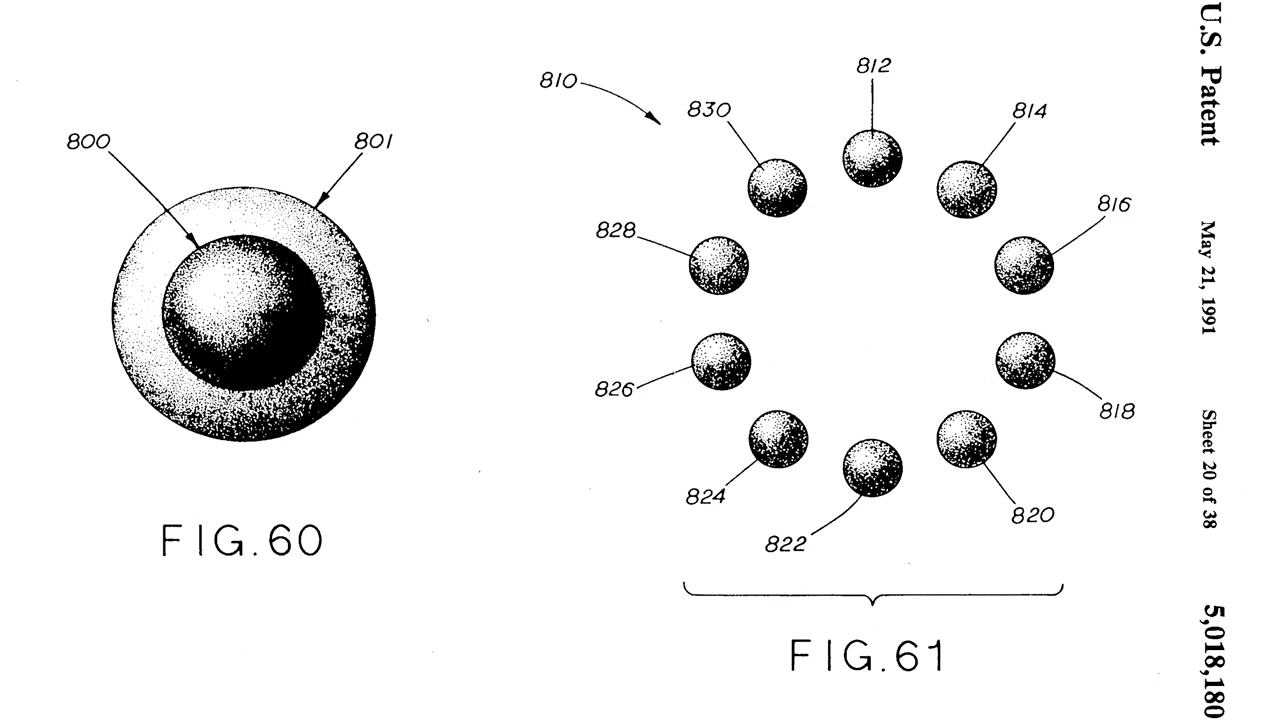 800
801
FIG.60
810
812
814
816
818
820
822
824
826
828
830
FIG.61
U.S. Patent
May 21, 1991
Sheet 20 of 38
5,018,180